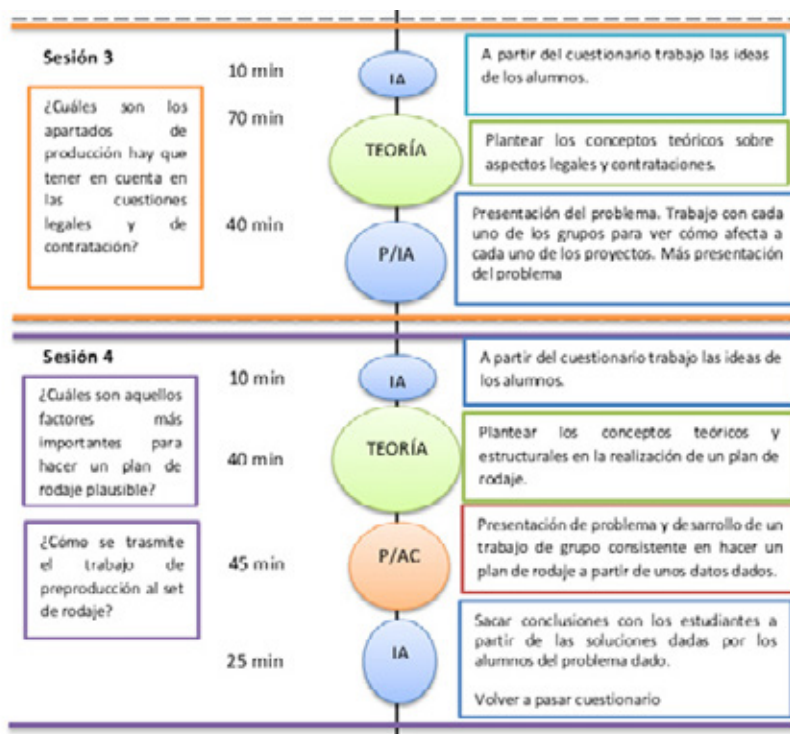 Sesión 3
¿Cuáles son los
apartados de
producción hay que
tener en cuenta en
las cuestiones
legales y de
contratación?
10 min
IA
A partir del cuestionario trabajo las ideas
de los alumnos.
70 min
TEORÍA
Plantear los conceptos teóricos sobre
aspectos legales y contrataciones.
40 min
P/IA
Presentación del problema. Trabajo con cada
uno de los grupos para ver cómo afecta a
cada uno de los proyectos. Más presentación
del problema
Sesión 4
¿Cuáles son aquellos
factores más
importantes para
hacer un plan de
rodaje plausible?
¿Cómo se trasmite
el trabajo de
preproducción al set
de rodaje?
10 min
IA
A partir del cuestionario trabajo las ideas de
los alumnos.
40 min
TEORÍA
Plantear los conceptos teóricos y
estructurales en la realización de un plan de
rodaje.
45 min
P/AC
Presentación de problema y desarrollo de un
trabajo de grupo consistente en hacer un
plan de rodaje a partir de unos datos dados.
25 min
IA
Sacar conclusiones con los estudiantes a
partir de las soluciones dadas por los
alumnos del problema dado.
Volver a pasar cuestionario